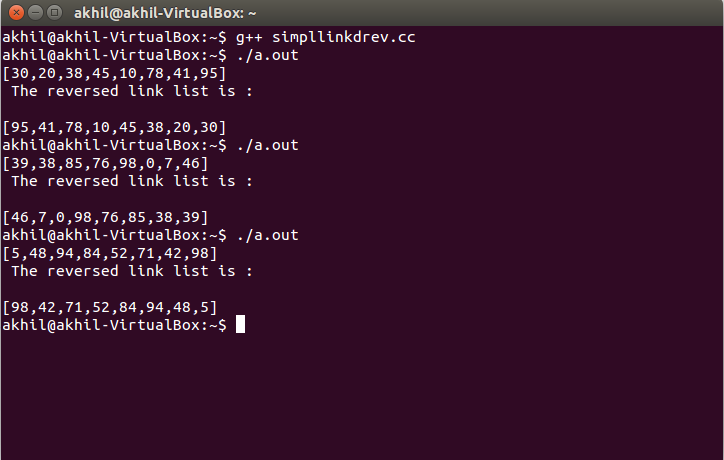 akhil@akhil-VirtualBox: ~
akhil@akhil-VirtualBox:~$ g++ simpllinkdrev.cc
akhil@akhil-VirtualBox:~$ ./a.out
[30,20,38,45,10,78,41,95]
 The reversed link list is :

[95,41,78,10,45,38,20,30]
akhil@akhil-VirtualBox:~$ ./a.out
[39,38,85,76,98,0,7,46]
 The reversed link list is :

[46,7,0,98,76,85,38,39]
akhil@akhil-VirtualBox:~$ ./a.out
[5,48,94,84,52,71,42,98]
 The reversed link list is :

[98,42,71,52,84,94,48,5]
akhil@akhil-VirtualBox:~$